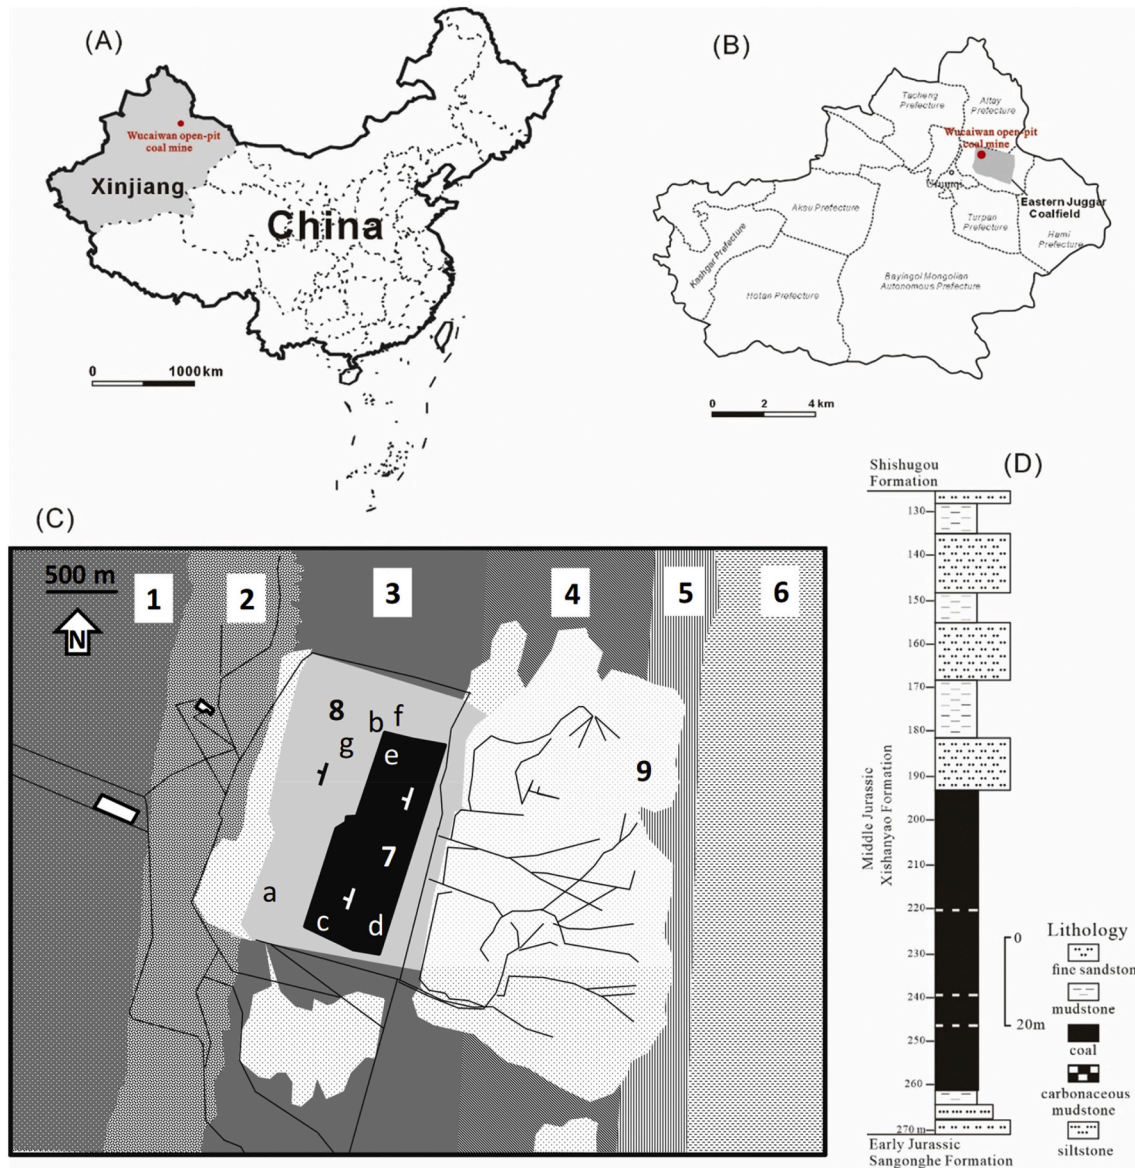 (A)
Wucaiwan open-pit
coal mine
Xinjiang
China
0 1000 km
(B)
Tacheng
Prefecture
Altay
Prefecture
Wucaiwan open-pit
coal mine
Urumqi
Eastern Juggar
Coalfield
Aksu Prefecture
Turpan
Prefecture
Hami
Prefecture
Kashgar Prefecture
Bayingol Mongolian
Autonomous Prefecture
Hotan Prefecture
0 2 4 km
(C)
500 m
N
1
2
3
4
5
6
8
b f
g
e
9
7
a
c
d
(D)
Shishugou
Formation
130
140
150
160
170
180
190
200
210
220
230
240
250
260
270 m
Middle Jurassic
Xishanyao Formation
Early Jurassic
Sangonghe Formation
0
20m
Lithology
fine sandston
mudstone
coal
carbonaceous
mudstone
siltstone